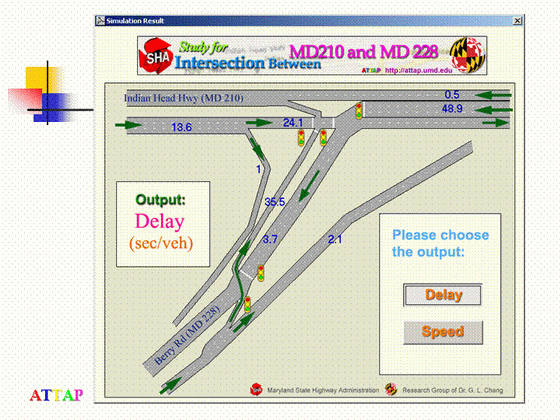 Simulation Result
SHA
Study for
Intersection Between
MD210 and MD 228
ATTAP http://attap.umd.edu
Indian Head Hwy (MD 210)
0.5
48.9
13.6
24.1
1
35.5
3.7
2.1
Output:
Delay
(sec/veh)
Please choose
the output:
Delay
Speed
Berry Rd (MD 228)
Maryland State Highway Administration
Research Group of Dr. G. L. Chang
ATTAP